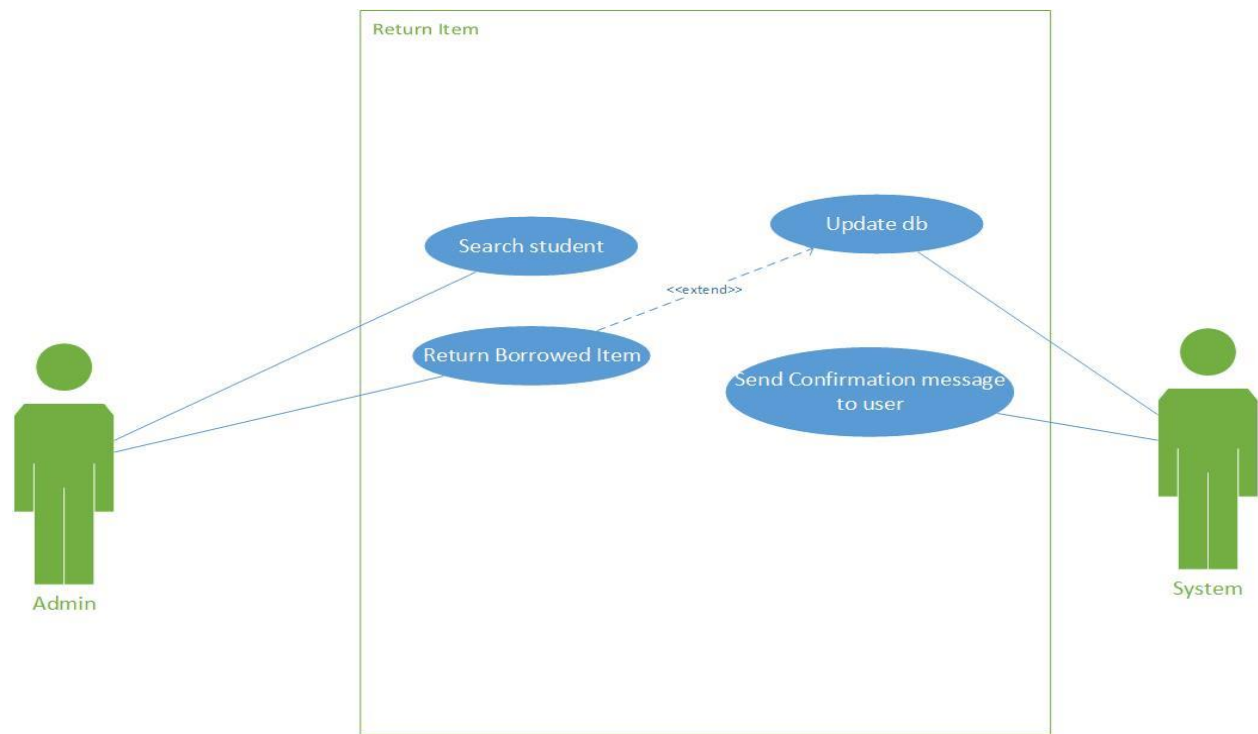 Return Item
Update db
Search student
<<extend>>
Return Borrowed Item
Send Confirmation message
to user
Admin
System